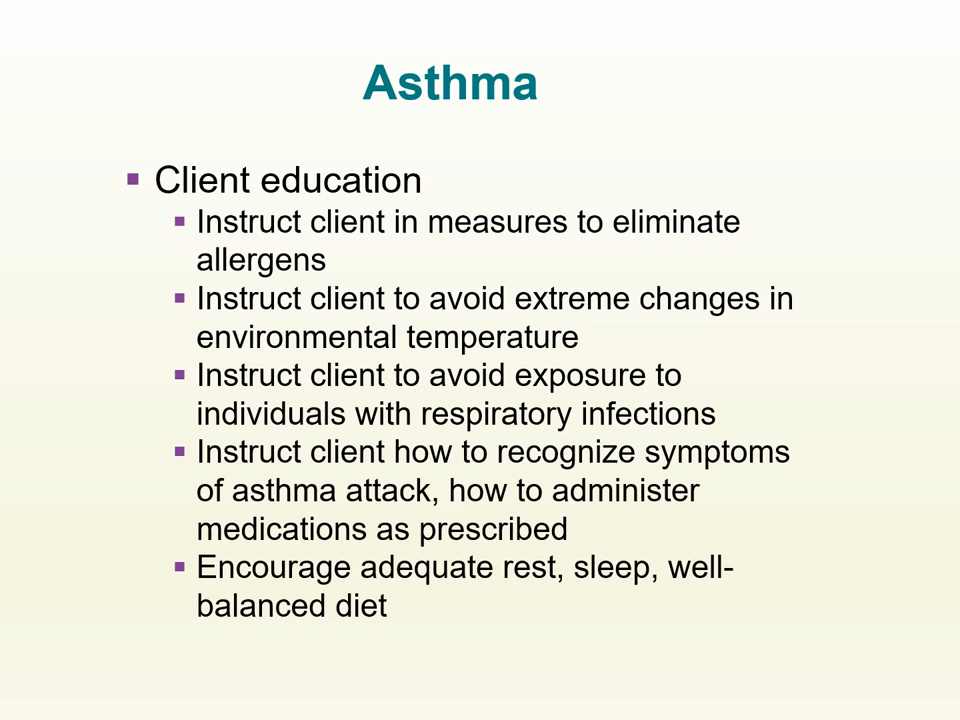 Asthma
Client education
Instruct client in measures to eliminate
allergens
Instruct client to avoid extreme changes in
environmental temperature
Instruct client to avoid exposure to
individuals with respiratory infections
Instruct client how to recognize symptoms
of asthma attack, how to administer
medications as prescribed
Encourage adequate rest, sleep, well-
balanced diet